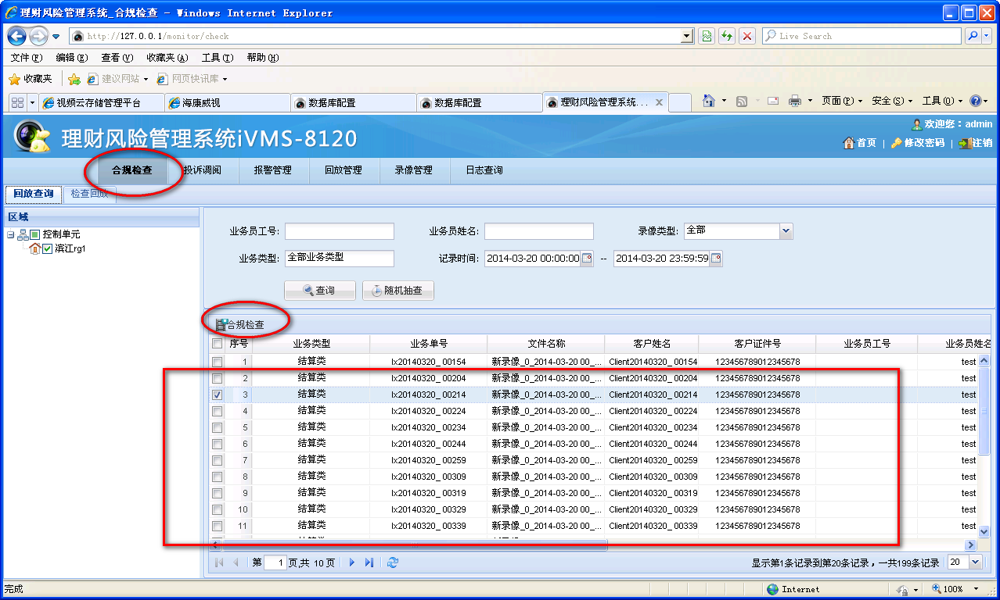 理财风险管理系统_合规检查 - Windows Internet Explorer
http://127.0.0.1/monitor/check
Live Search
文件(F) 编辑(E) 查看(V) 收藏夹(A) 工具(T) 帮助(H)
收藏夹 建议网站 网页快讯库
视频云存储管理平台 海康威视 数据库配置 数据库配置 理财风险管理系统... 页面(P) 安全(S) 工具(O)
欢迎您：admin
理财风险管理系统iVMS-8120
首页 | 修改密码 | 注销
合规检查 投诉调阅 报警管理 回放管理 录像管理 日志查询
回放查询 检查回放
区域
控制单元
滨江rg1
业务员工号: 业务员姓名: 录像类型: 全部
业务类型: 全部业务类型 记录时间: 2014-03-20 00:00:00 -- 2014-03-20 23:59:59
查询 随机抽查
合规检查
序号 业务类型 业务单号 文件名称 客户姓名 客户证件号 业务员工号 业务员姓名
1 结算类 lx20140320_00154 新录像_0_2014-03-20 00_... Client20140320_00154 123456789012345678 test
2 结算类 lx20140320_00204 新录像_0_2014-03-20 00_... Client20140320_00204 123456789012345678 test
3 结算类 lx20140320_00214 新录像_0_2014-03-20 00_... Client20140320_00214 123456789012345678 test
4 结算类 lx20140320_00224 新录像_0_2014-03-20 00_... Client20140320_00224 123456789012345678 test
5 结算类 lx20140320_00234 新录像_0_2014-03-20 00_... Client20140320_00234 123456789012345678 test
6 结算类 lx20140320_00244 新录像_0_2014-03-20 00_... Client20140320_00244 123456789012345678 test
7 结算类 lx20140320_00259 新录像_0_2014-03-20 00_... Client20140320_00259 123456789012345678 test
8 结算类 lx20140320_00309 新录像_0_2014-03-20 00_... Client20140320_00309 123456789012345678 test
9 结算类 lx20140320_00319 新录像_0_2014-03-20 00_... Client20140320_00319 123456789012345678 test
10 结算类 lx20140320_00329 新录像_0_2014-03-20 00_... Client20140320_00329 123456789012345678 test
11 结算类 lx20140320_00339 新录像_0_2014-03-20 00_... Client20140320_00339 123456789012345678 test
第 1 页,共 10 页 显示第1条记录到第20条记录，一共199条记录 20
完成 Internet 100%